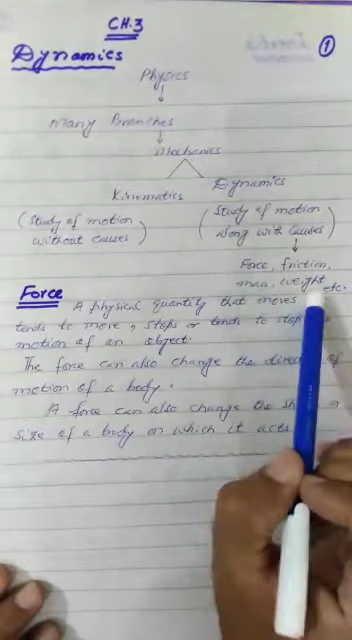 CH.3
Dynamics
1
Physics
Many Branches
Mechanics
Kinematics
Dynamics
(Study of motion without causes)
(Study of motion along with causes)
Force, friction,
mass, weight etc.
Force
A physical quantity that moves
tends to move, stops or tends to stop
motion of an object.
The force can also change the of
motion of a body.
A force can also change the
size of a body on which it acts